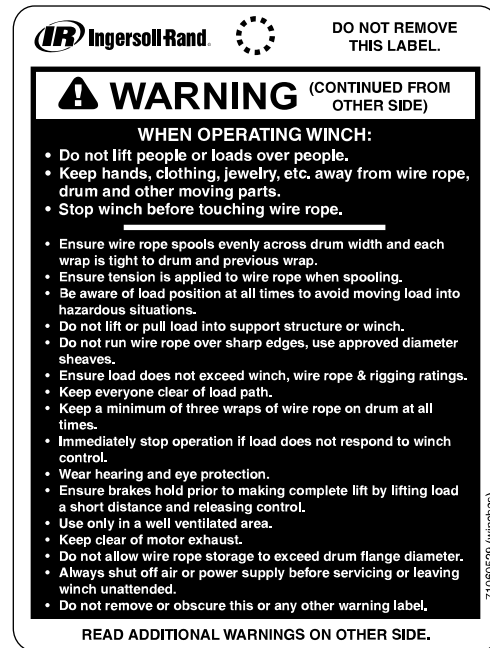 IR Ingersoll-Rand®
DO NOT REMOVE
THIS LABEL.
WARNING (CONTINUED FROM
OTHER SIDE)
WHEN OPERATING WINCH:
• Do not lift people or loads over people.
• Keep hands, clothing, jewelry, etc. away from wire rope,
drum and other moving parts.
• Stop winch before touching wire rope.
• Ensure wire rope spools evenly across drum width and each
wrap is tight to drum and previous wrap.
• Ensure tension is applied to wire rope when spooling.
• Be aware of load position at all times to avoid moving load into
hazardous situations.
• Do not lift or pull load into support structure or winch.
• Do not run wire rope over sharp edges, use approved diameter
sheaves.
• Ensure load does not exceed winch, wire rope & rigging ratings.
• Keep everyone clear of load path.
• Keep a minimum of three wraps of wire rope on drum at all
times.
• Immediately stop operation if load does not respond to winch
control.
• Wear hearing and eye protection.
• Ensure brakes hold prior to making complete lift by lifting load
a short distance and releasing control.
• Use only in a well ventilated area.
• Keep clear of motor exhaust.
• Do not allow wire rope storage to exceed drum flange diameter.
• Always shut off air or power supply before servicing or leaving
winch unattended.
• Do not remove or obscure this or any other warning label.
READ ADDITIONAL WARNINGS ON OTHER SIDE.
71060529 (winches)